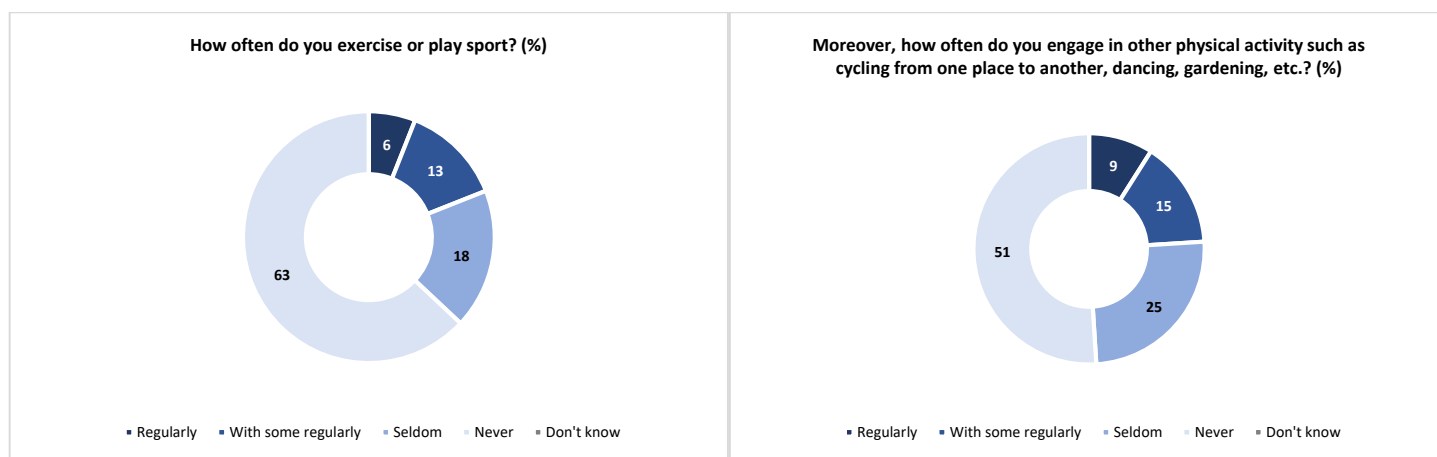 How often do you exercise or play sport? (%)
6
13
18
63
Regularly With some regularly Seldom Never Don't know
Moreover, how often do you engage in other physical activity such as
cycling from one place to another, dancing, gardening, etc.? (%)
9
15
25
51
Regularly With some regularly Seldom Never Don't know